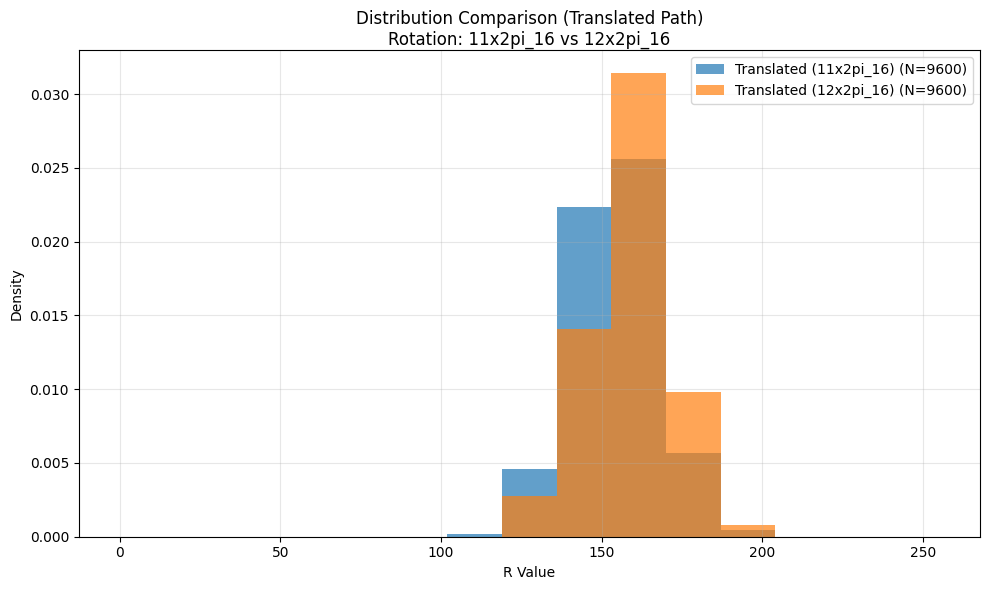 Distribution Comparison (Translated Path)
Rotation: 11x2pi_16 vs 12x2pi_16
Translated (11x2pi_16) (N=9600)
Translated (12x2pi_16) (N=9600)
Density
0.030
0.025
0.020
0.015
0.010
0.005
0.000
0 50 100 150 200 250
R Value